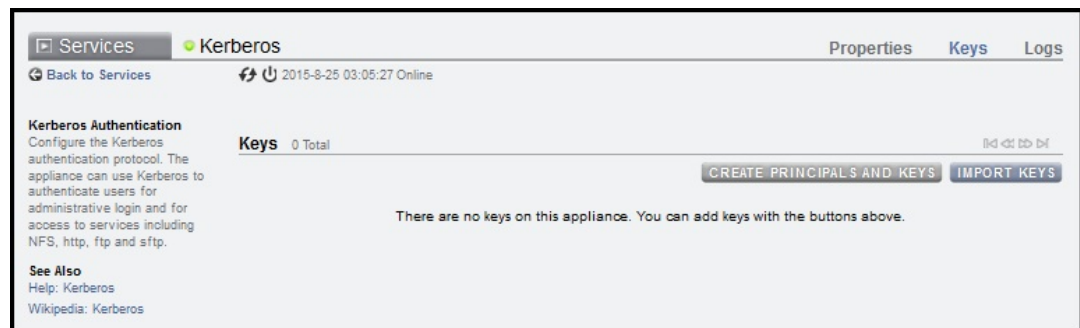 Services
Kerberos
Properties Keys Logs
Back to Services
2015-8-25 03:05:27 Online
Kerberos Authentication
Configure the Kerberos
authentication protocol. The
appliance can use Kerberos to
authenticate users for
administrative login and for
access to services including
NFS, http, ftp and sftp.
See Also
Help: Kerberos
Wikipedia: Kerberos
Keys 0 Total
CREATE PRINCIPALS AND KEYS IMPORT KEYS
There are no keys on this appliance. You can add keys with the buttons above.